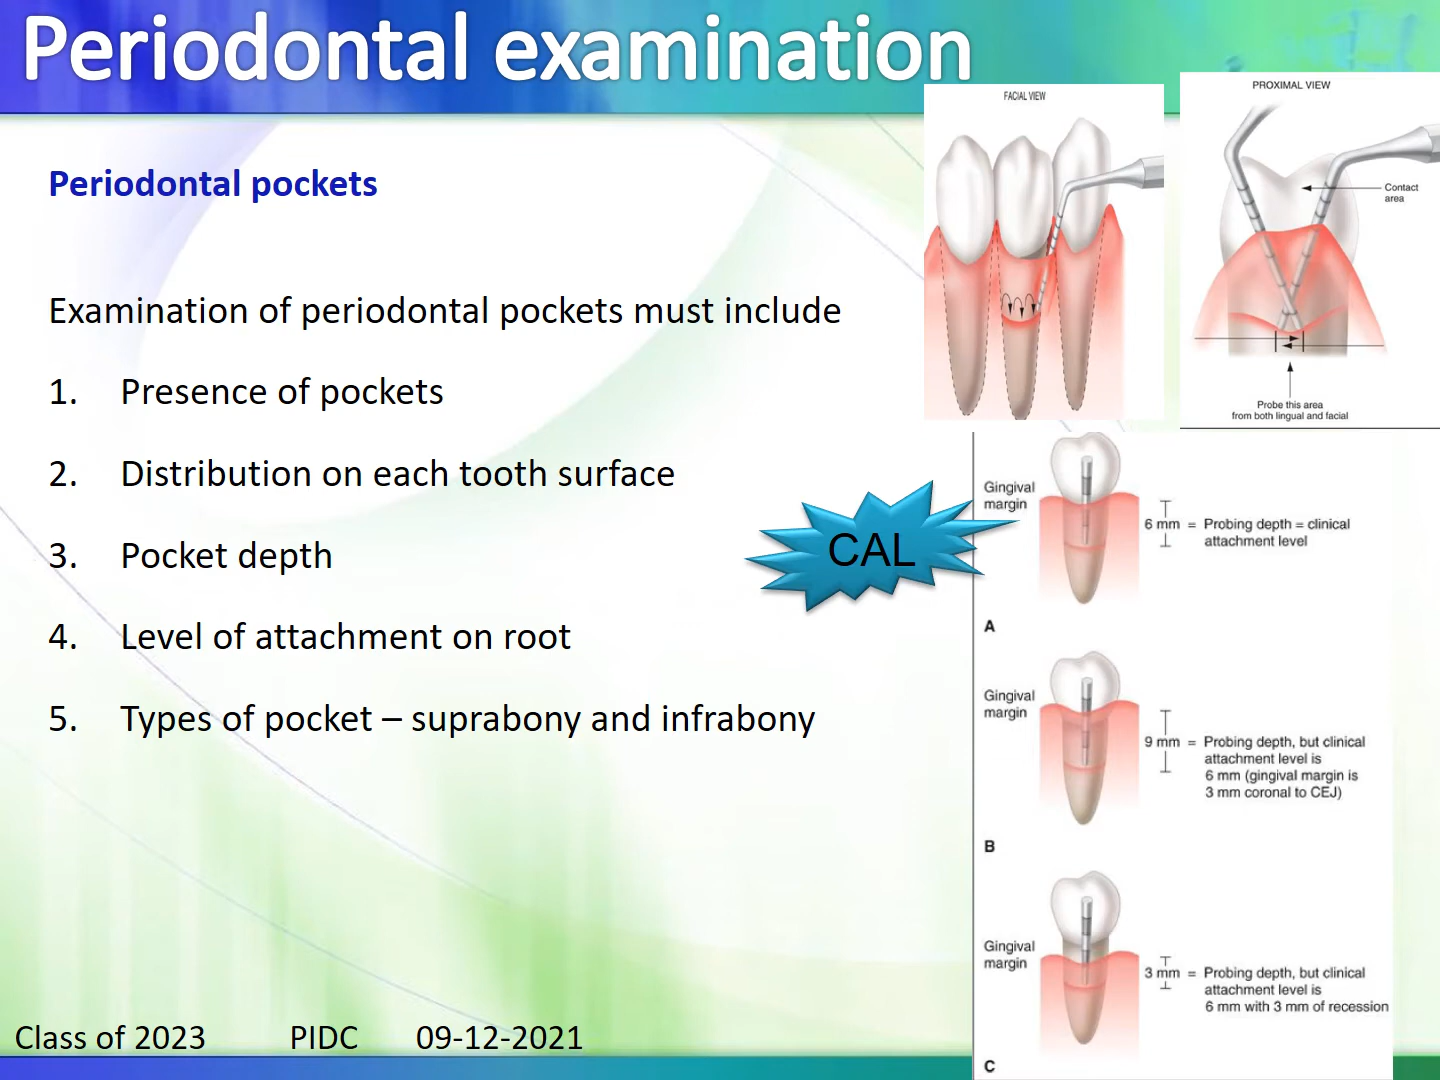 Periodontal examination
Periodontal pockets
Examination of periodontal pockets must include
1. Presence of pockets
2. Distribution on each tooth surface
3. Pocket depth
4. Level of attachment on root
5. Types of pocket – suprabony and infrabony
CAL
FACIAL VIEW
PROXIMAL VIEW
Contact
area
Probe this area
from both lingual and facial
Gingival
margin
6 mm = Probing depth = clinical
attachment level
A
Gingival
margin
9 mm = Probing depth, but clinical
attachment level is
6 mm (gingival margin is
3 mm coronal to CEJ)
B
Gingival
margin
3 mm = Probing depth, but clinical
attachment level is
6 mm with 3 mm of recession
C
Class of 2023 PIDC 09-12-2021